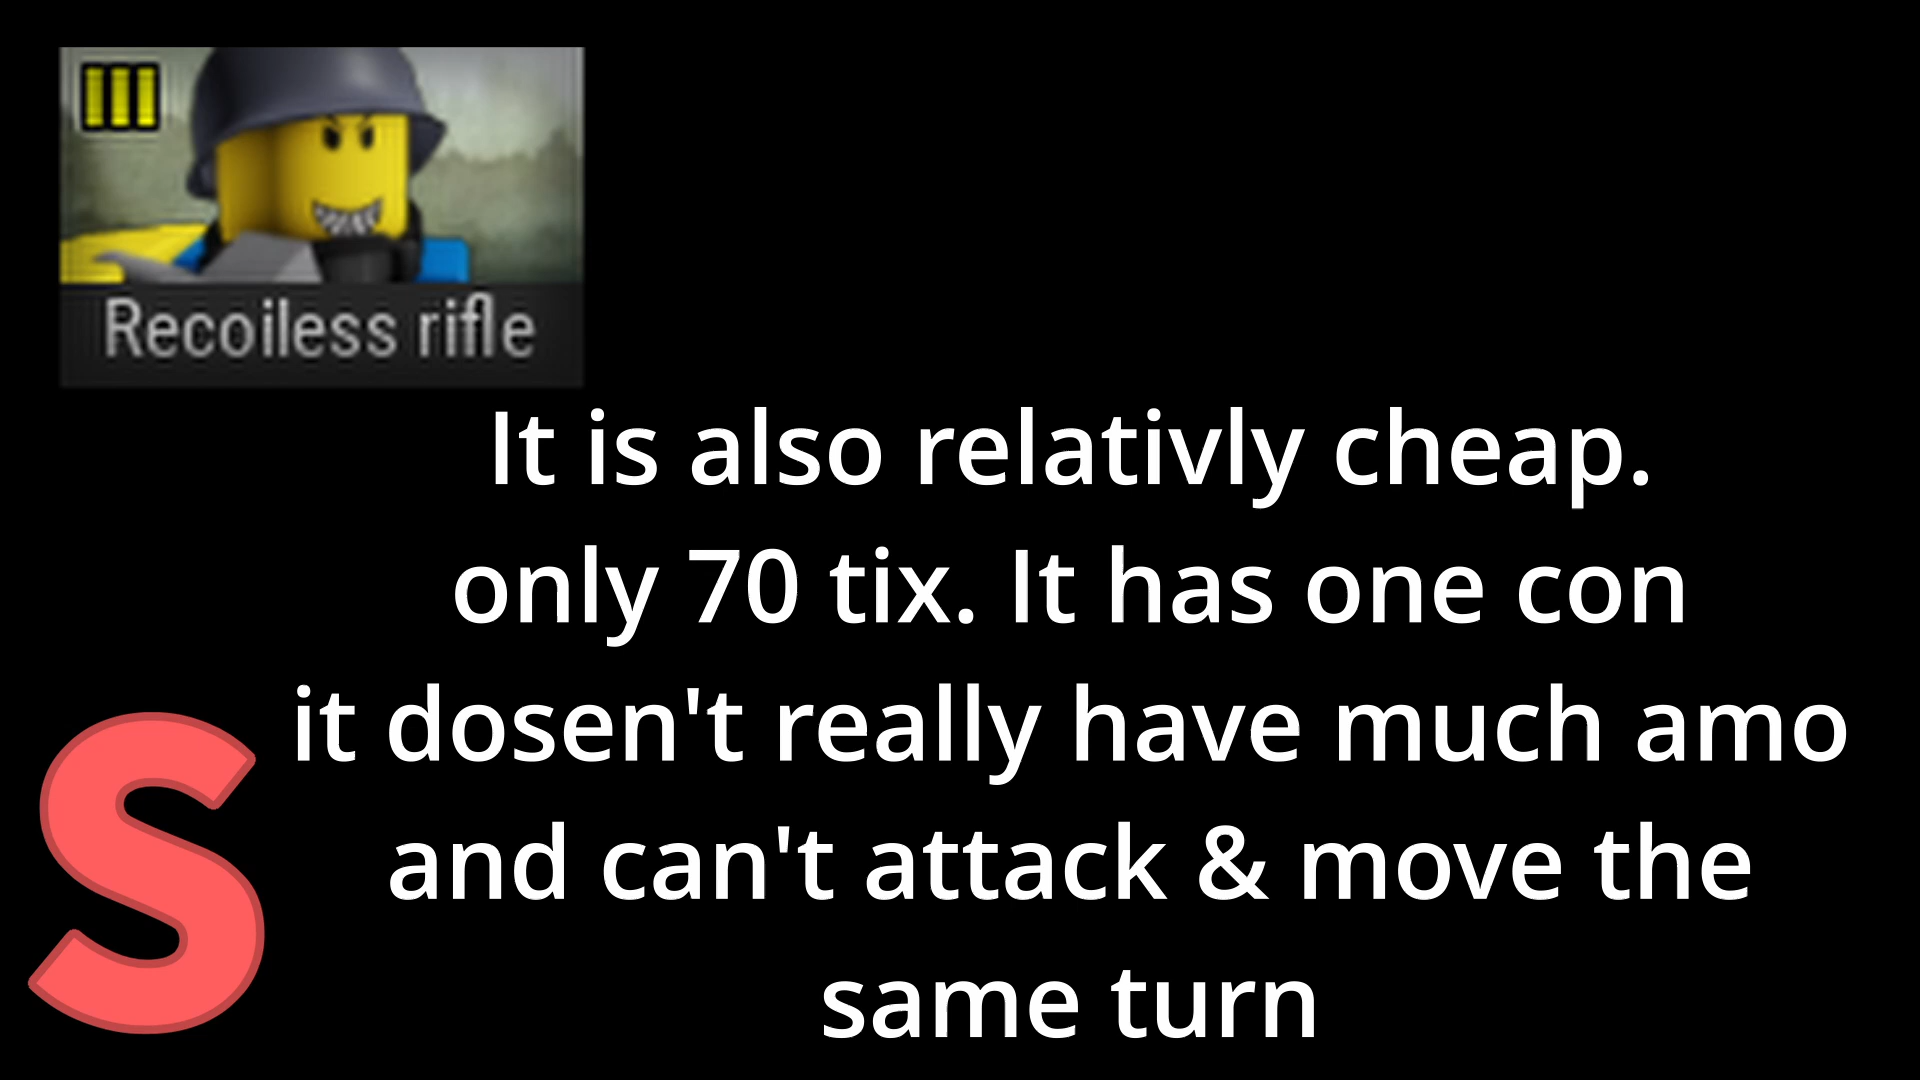 III
Recoiless rifle
It is also relativly cheap.
only 70 tix. It has one con
it dosen't really have much amo
and can't attack & move the
same turn
S